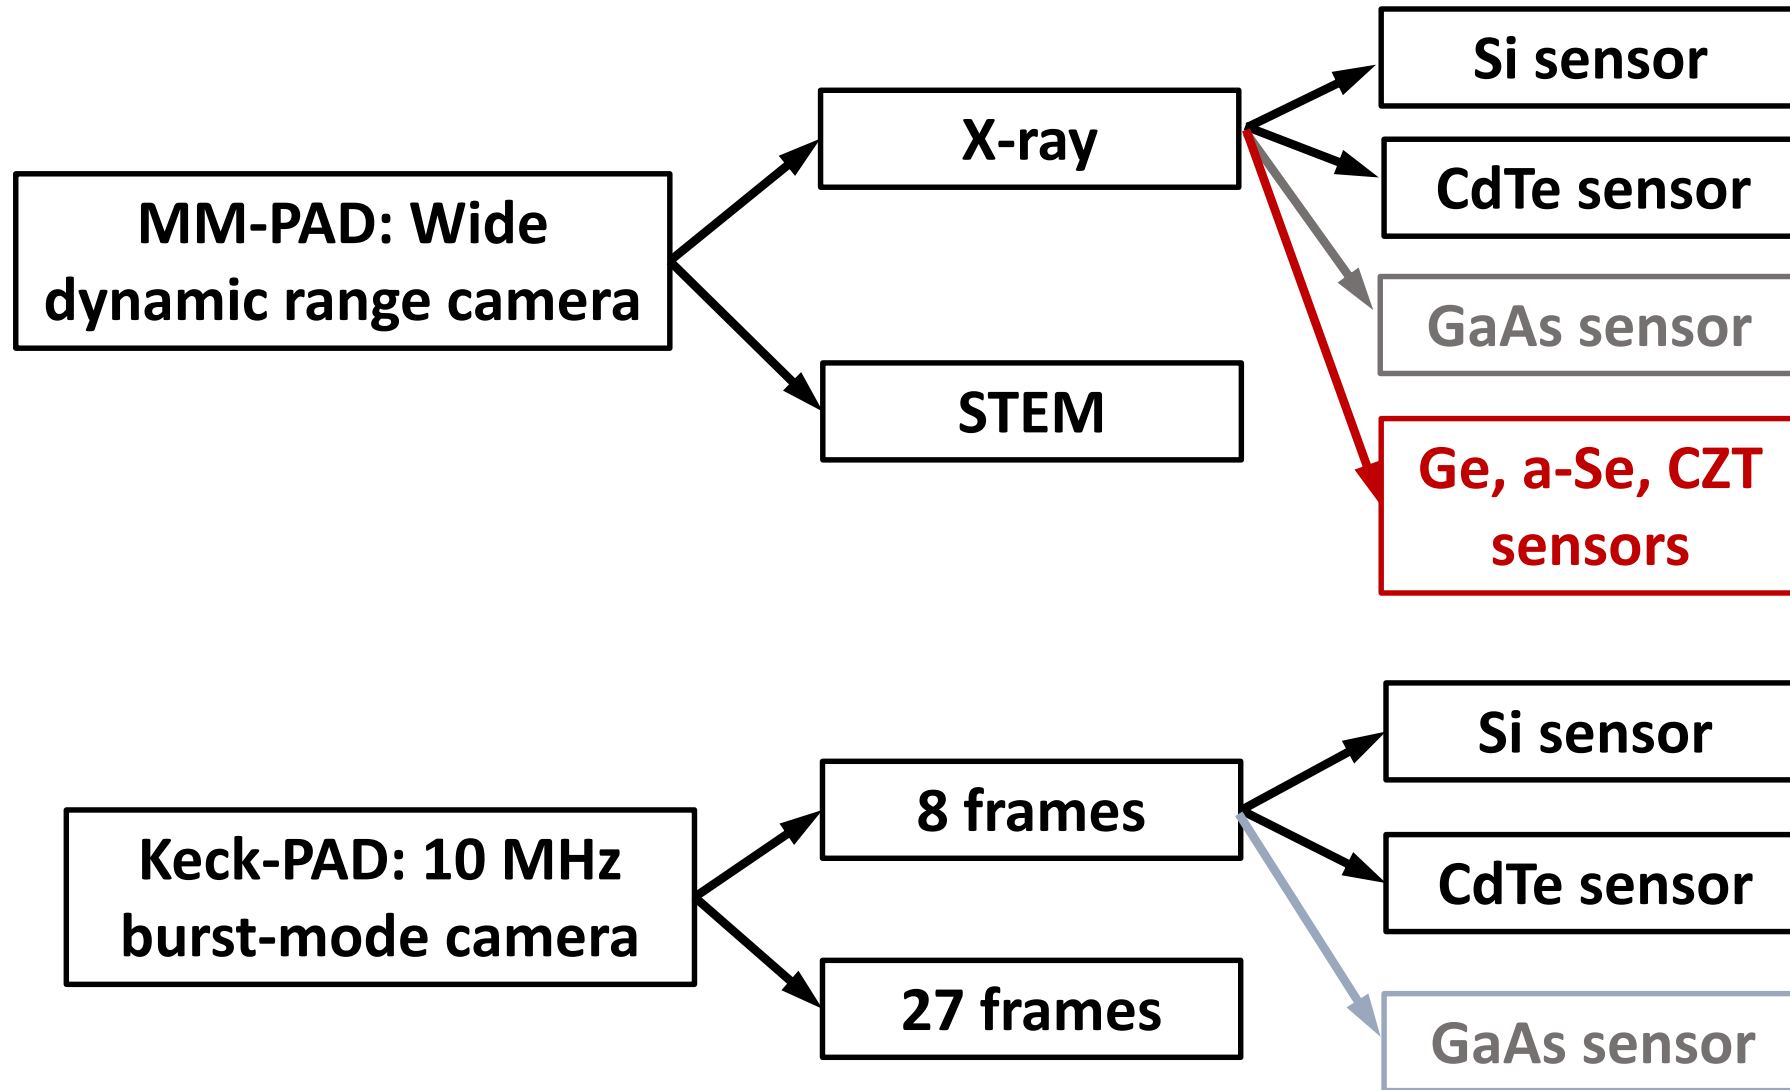 MM-PAD: Wide
dynamic range camera
X-ray
STEM
Si sensor
CdTe sensor
GaAs sensor
Ge, a-Se, CZT
sensors
Keck-PAD: 10 MHz
burst-mode camera
8 frames
27 frames
Si sensor
CdTe sensor
GaAs sensor